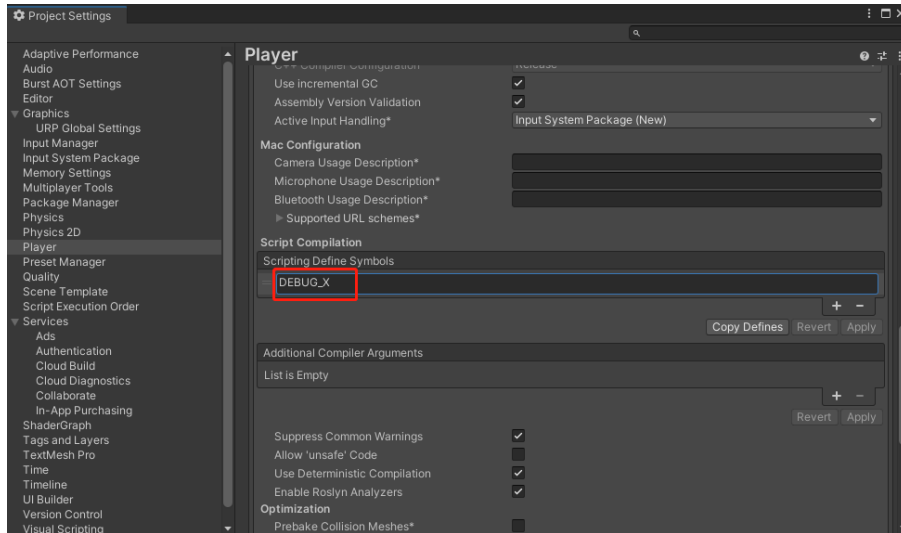 Project Settings
Adaptive Performance
Audio
Burst AOT Settings
Editor
Graphics
URP Global Settings
Input Manager
Input System Package
Memory Settings
Multiplayer Tools
Package Manager
Physics
Physics 2D
Player
Preset Manager
Quality
Scene Template
Script Execution Order
Services
Ads
Authentication
Cloud Build
Cloud Diagnostics
Collaborate
In-App Purchasing
ShaderGraph
Tags and Layers
TextMesh Pro
Time
Timeline
UI Builder
Version Control
Visual Scripting
Player
C++ Compiler Configuration Release
Use incremental GC
Assembly Version Validation
Active Input Handling* Input System Package (New)
Mac Configuration
Camera Usage Description*
Microphone Usage Description*
Bluetooth Usage Description*
Supported URL schemes*
Script Compilation
Scripting Define Symbols
DEBUG_X
+ −
Copy Defines Revert Apply
Additional Compiler Arguments
List is Empty
+ −
Revert Apply
Suppress Common Warnings
Allow 'unsafe' Code
Use Deterministic Compilation
Enable Roslyn Analyzers
Optimization
Prebake Collision Meshes*